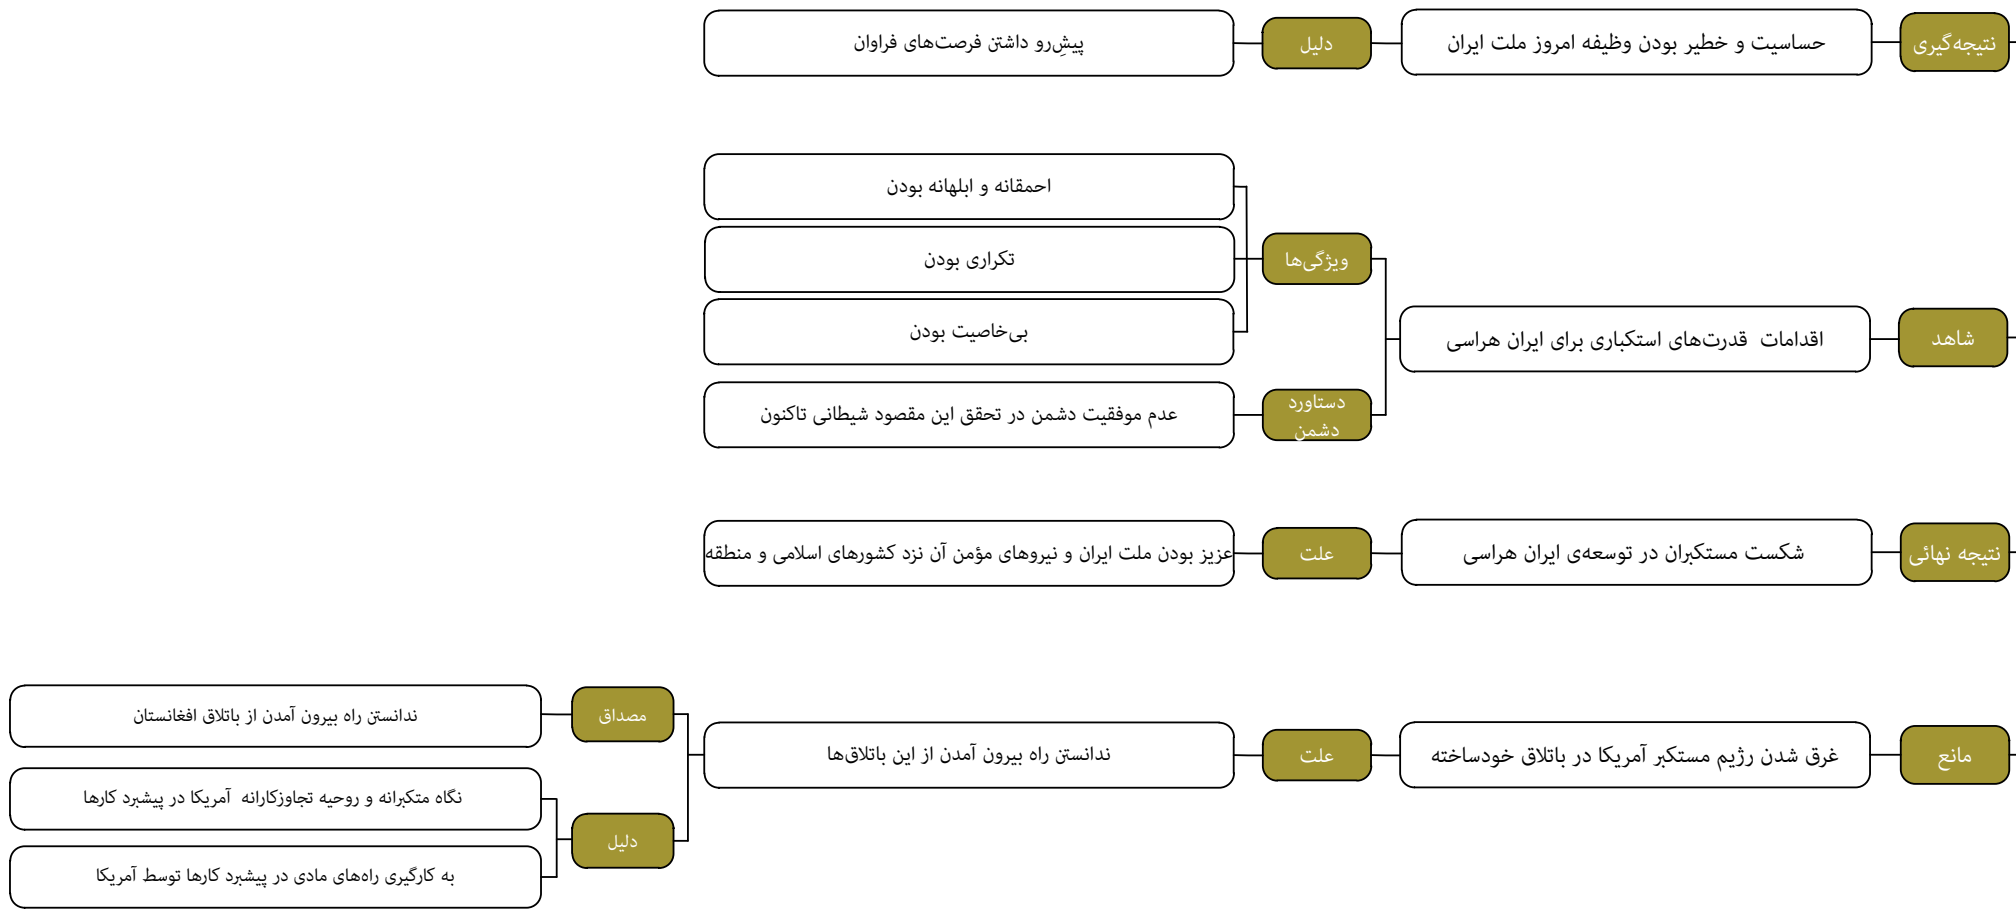 نتیجه‌گیری
حساسیت و خطیر بودن وظیفه امروز ملت ایران
دلیل
پیشِ‌رو داشتن فرصت‌های فراوان
شاهد
اقدامات قدرت‌های استکباری برای ایران هراسی
ویژگی‌ها
احمقانه و ابلهانه بودن
تکراری بودن
بی‌خاصیت بودن
دستاورد
دشمن
عدم موفقیت دشمن در تحقق این مقصود شیطانی تاکنون
نتیجه نهائی
شکست مستکبران در توسعه‌ی ایران هراسی
علت
عزیز بودن ملت ایران و نیروهای مؤمن آن نزد کشورهای اسلامی و منطقه
مانع
غرق شدن رژیم مستکبر آمریکا در باتلاق خودساخته
علت
ندانستن راه بیرون آمدن از این باتلاق‌ها
مصداق
ندانستن راه بیرون آمدن از باتلاق افغانستان
دلیل
نگاه متکبرانه و روحیه تجاوزکارانه آمریکا در پیشبرد کارها
به کارگیری راه‌های مادی در پیشبرد کارها توسط آمریکا